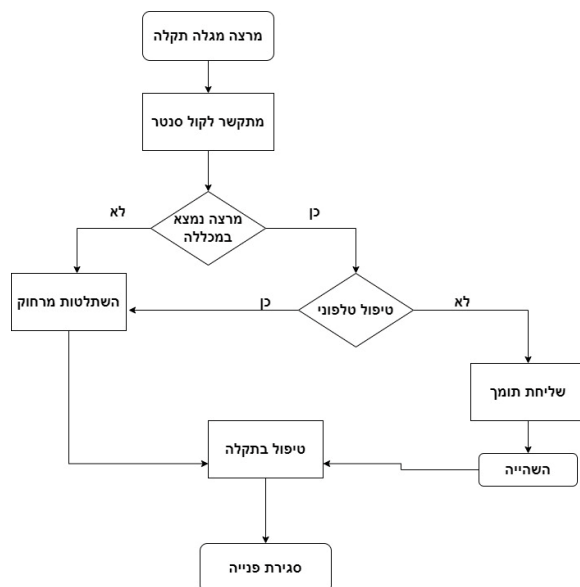 מרצה מגלה תקלה
מתקשר לקול סנטר
מרצה נמצא
במכללה
כן
לא
טיפול טלפוני
לא
כן
השתלטות מרחוק
שליחת תומך
השהייה
טיפול בתקלה
סגירת פנייה